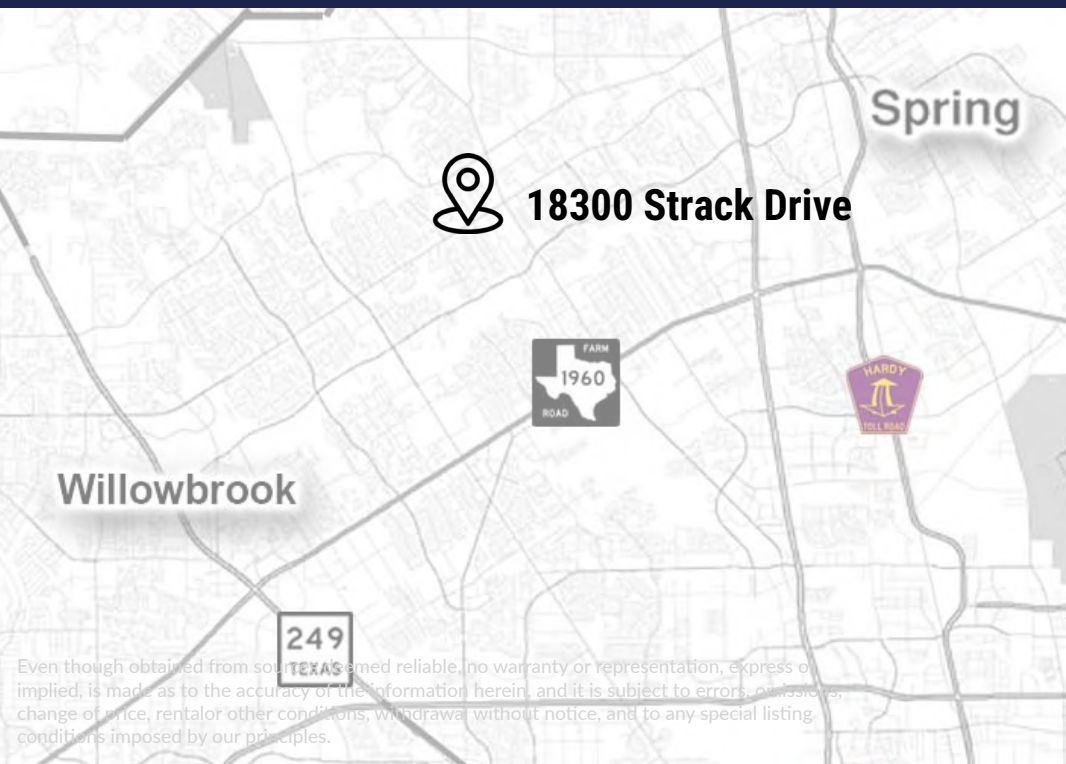 Spring
18300 Strack Drive
FARM
1960
ROAD
HARDY
TOLL ROAD
Willowbrook
249
TEXAS
Even though obtained from sources deemed reliable, no warranty or representation, express or
implied, is made as to the accuracy of the information herein, and it is subject to errors, omissions,
change of price, rentalor other conditions, withdrawal without notice, and to any special listing
conditions imposed by our principles.